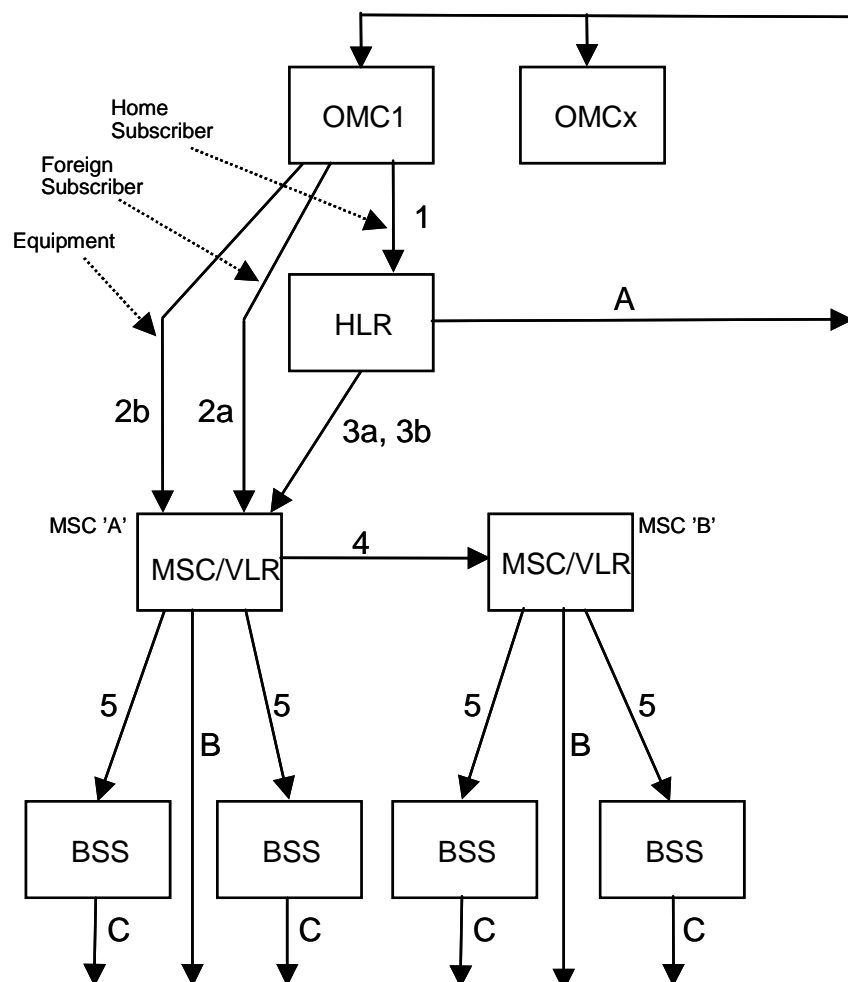 OMC1
OMCx
Home
Subscriber
Foreign
Subscriber
Equipment
1
HLR
A
2b
2a
3a, 3b
MSC 'A'
MSC/VLR
4
MSC/VLR
MSC 'B'
5
B
5
5
B
5
BSS
BSS
BSS
BSS
C
C
C
C